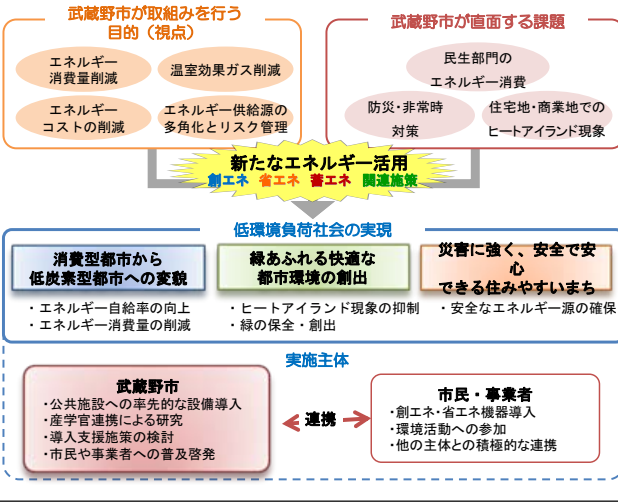 武蔵野市が取組みを行う
目的（視点）
エネルギー
消費量削減
温室効果ガス削減
エネルギー
コストの削減
エネルギー供給源の
多角化とリスク管理
武蔵野市が直面する課題
民生部門の
エネルギー消費
防災・非常時
対策
住宅地・商業地での
ヒートアイランド現象
新たなエネルギー活用
創エネ 省エネ 蓄エネ 関連施策
低環境負荷社会の実現
消費型都市から
低炭素型都市への変貌
・エネルギー自給率の向上
・エネルギー消費量の削減
緑あふれる快適な
都市環境の創出
・ヒートアイランド現象の抑制
・緑の保全・創出
災害に強く、安全で安
心
できる住みやすいまち
・安全なエネルギー源の確保
実施主体
武蔵野市
・公共施設への率先的な設備導入
・産学官連携による研究
・導入支援施策の検討
・市民や事業者への普及啓発
連携
市民・事業者
・創エネ・省エネ機器導入
・環境活動への参加
・他の主体との積極的な連携